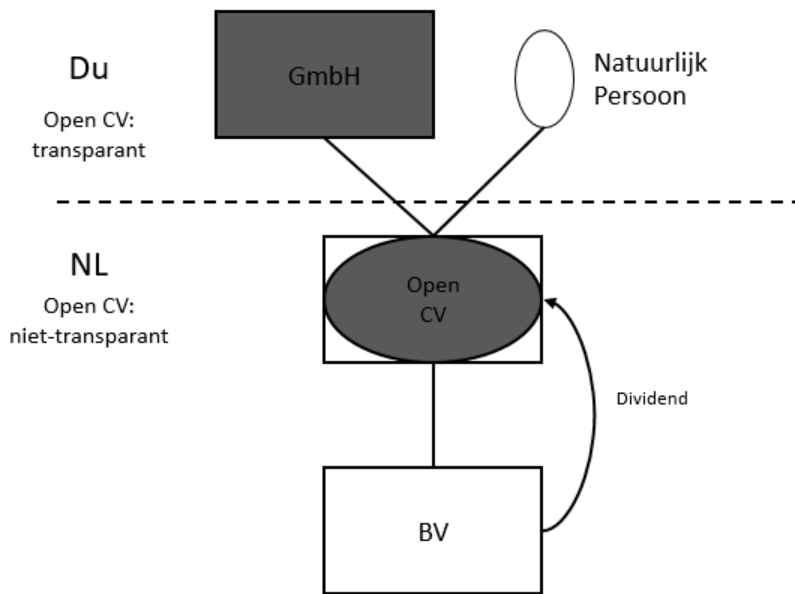 Du
Open CV:
transparant
GmbH
Natuurlijk
Persoon
NL
Open CV:
niet-transparant
Open
CV
Dividend
BV